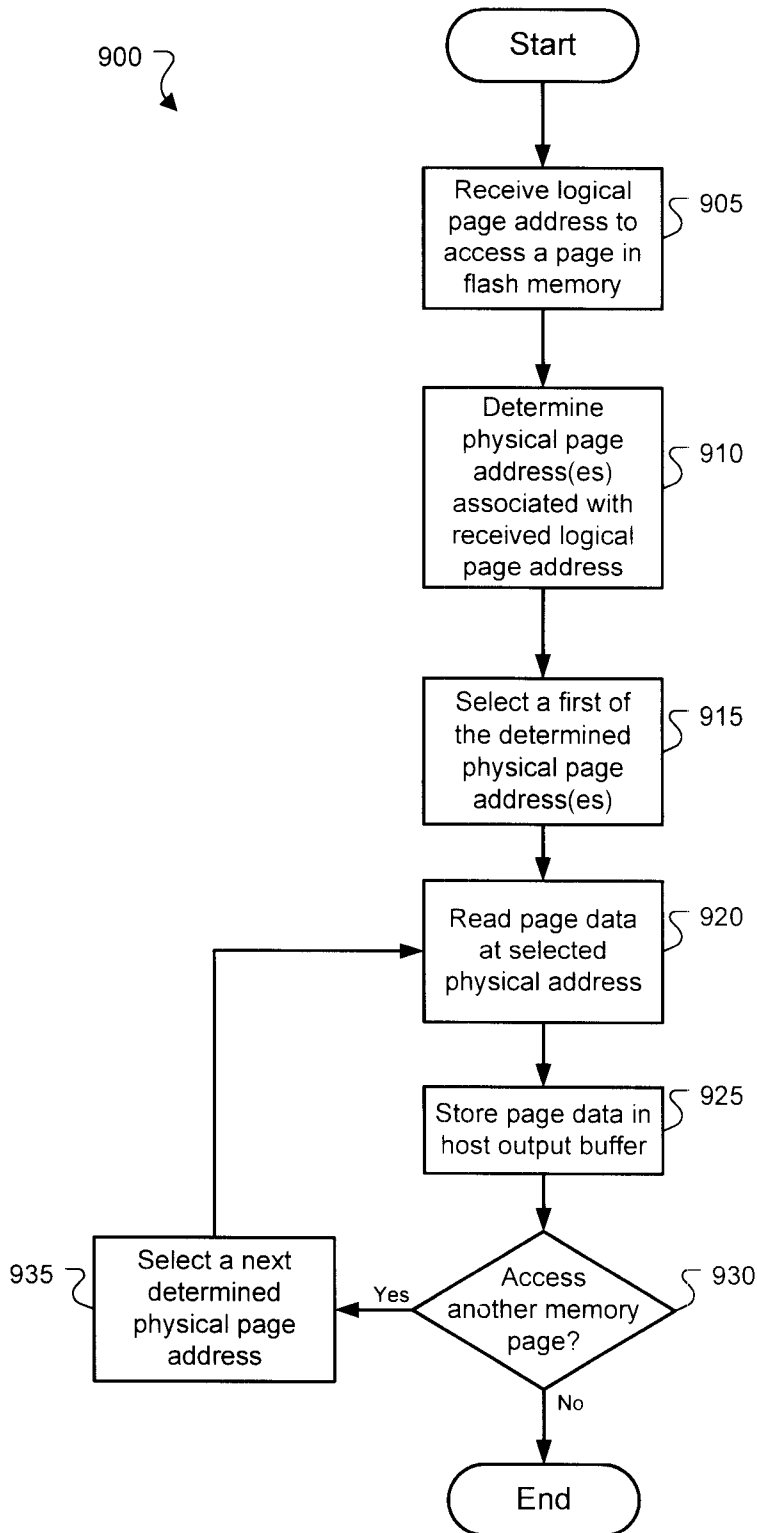 Start
900
Receive logical
page address to
access a page in
flash memory
905
Determine
physical page
address(es)
associated with
received logical
page address
910
Select a first of
the determined
physical page
address(es)
915
Read page data
at selected
physical address
920
Store page data in
host output buffer
925
Access
another memory
page?
930
Yes
Select a next
determined
physical page
address
935
No
End